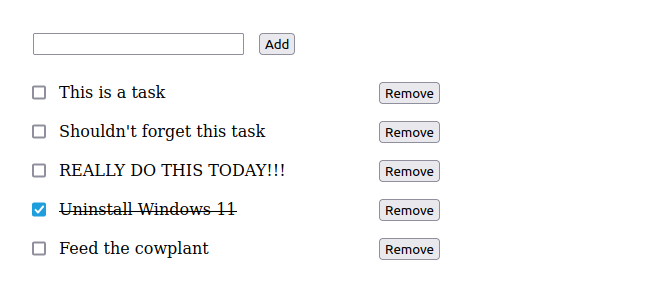 Add
This is a task Remove
Shouldn't forget this task Remove
REALLY DO THIS TODAY!!! Remove
Uninstall Windows 11 Remove
Feed the cowplant Remove